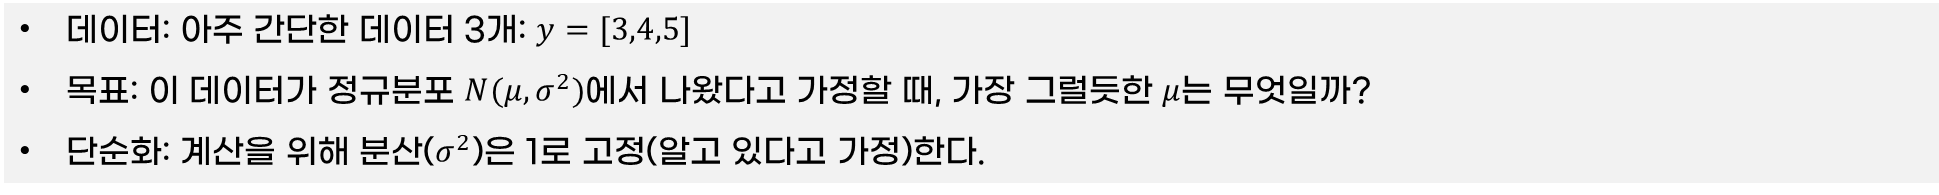 • 데이터: 아주 간단한 데이터 3개: y = [3,4,5]
• 목표: 이 데이터가 정규분포 N(μ, σ²)에서 나왔다고 가정할 때, 가장 그럴듯한 μ는 무엇일까?
• 단순화: 계산을 위해 분산(σ²)은 1로 고정(알고 있다고 가정)한다.